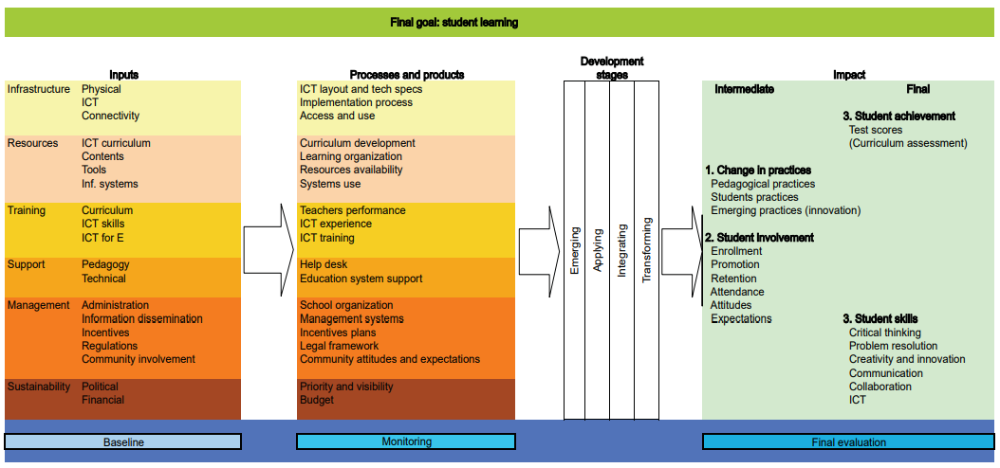 Final goal: student learning
Inputs
Infrastructure Physical
ICT
Connectivity
Resources ICT curriculum
Contents
Tools
Inf. systems
Training Curriculum
ICT skills
ICT for E
Support Pedagogy
Technical
Management Administration
Information dissemination
Incentives
Regulations
Community involvement
Sustainability Political
Financial
Baseline
Processes and products
ICT layout and tech specs
Implementation process
Access and use
Curriculum development
Learning organization
Resources availability
Systems use
Teachers performance
ICT experience
ICT training
Help desk
Education system support
School organization
Management systems
Incentives plans
Legal framework
Community attitudes and expectations
Priority and visibility
Budget
Monitoring
Development
stages
Emerging
Applying
Integrating
Transforming
Impact
Intermediate
1. Change in practices
Pedagogical practices
Students practices
Emerging practices (innovation)
2. Student involvement
Enrollment
Promotion
Retention
Attendance
Attitudes
Expectations
Final
3. Student achievement
Test scores
(Curriculum assessment)
3. Student skills
Critical thinking
Problem resolution
Creativity and innovation
Communication
Collaboration
ICT
Final evaluation